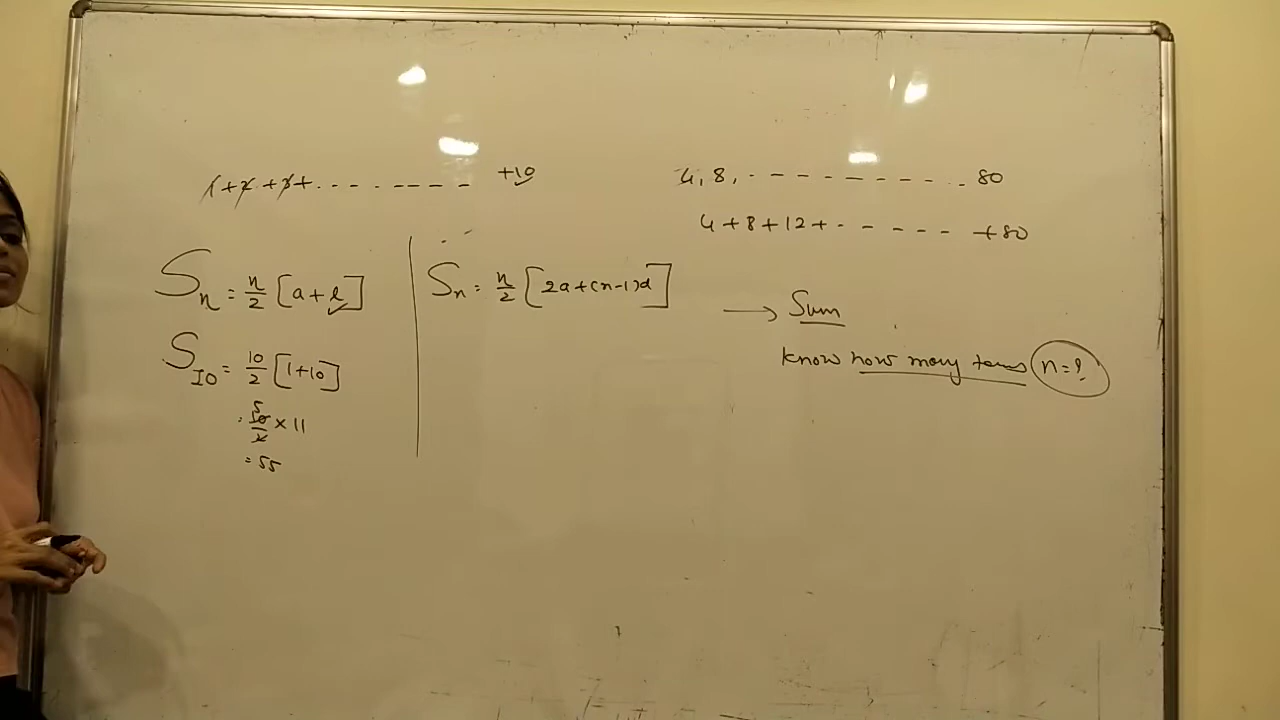 1+2+3+.--------- +10
Sn = n/2 [a+l]
S10 = 10/2 [1+10]
= 10/2 × 11
5
= 55
Sn = n/2 [2a+(n-1)d]
4, 8, ---------- 80
4+8+12+------ +80
→ Sum
Know how many terms n=?